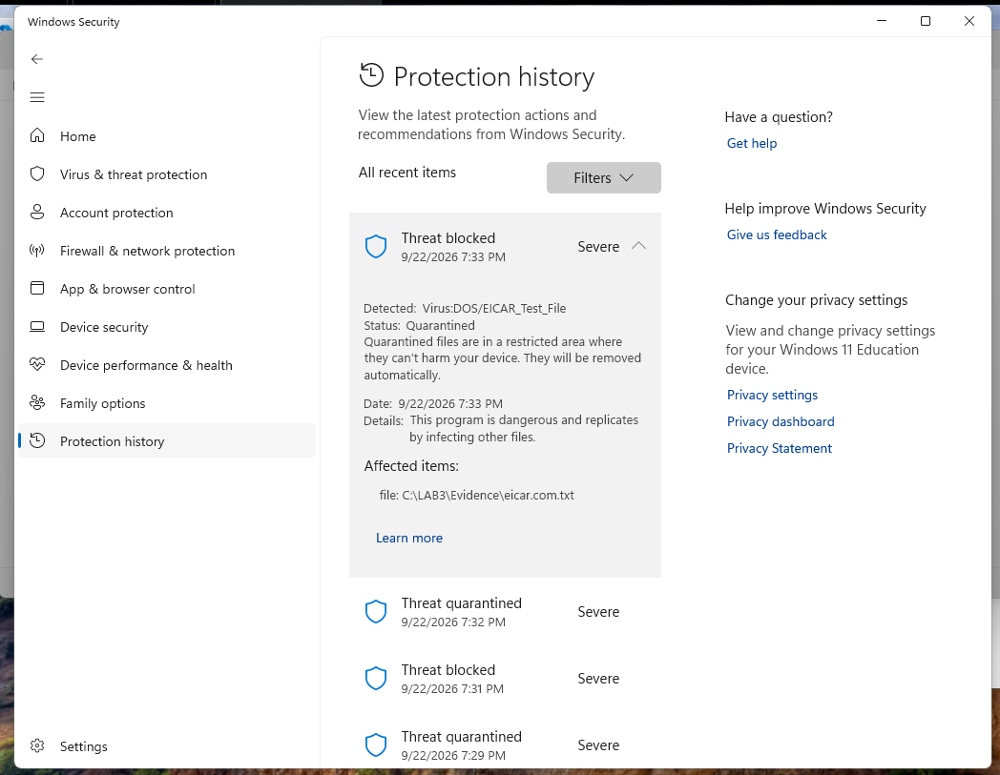 Windows Security
Home
Virus & threat protection
Account protection
Firewall & network protection
App & browser control
Device security
Device performance & health
Family options
Protection history
Settings
Protection history
View the latest protection actions and
recommendations from Windows Security.
All recent items
Filters
Threat blocked
9/22/2026 7:33 PM
Severe
Detected: Virus:DOS/EICAR_Test_File
Status: Quarantined
Quarantined files are in a restricted area where
they can't harm your device. They will be removed
automatically.
Date: 9/22/2026 7:33 PM
Details: This program is dangerous and replicates
by infecting other files.
Affected items:
file: C:\LAB3\Evidence\eicar.com.txt
Learn more
Threat quarantined
9/22/2026 7:32 PM
Severe
Threat blocked
9/22/2026 7:31 PM
Severe
Threat quarantined
9/22/2026 7:29 PM
Severe
Have a question?
Get help
Help improve Windows Security
Give us feedback
Change your privacy settings
View and change privacy settings
for your Windows 11 Education
device.
Privacy settings
Privacy dashboard
Privacy Statement